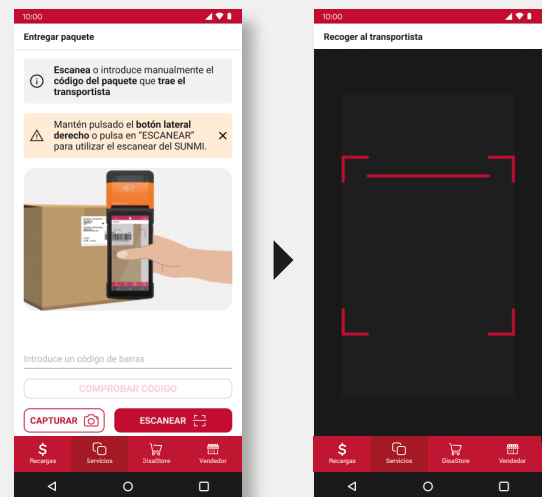 10:00
Entregar paquete
Escanea o introduce manualmente el
código del paquete que trae el
transportista
Mantén pulsado el botón lateral
derecho o pulsa en “ESCANEAR”
para utilizar el escanear del SUNMI.
Introduce un código de barras
COMPROBAR CÓDIGO
CAPTURAR
ESCANEAR
Recargas
Servicios
DisaStore
Vendedor
10:00
Recoger al transportista
Recargas
Servicios
DisaStore
Vendedor